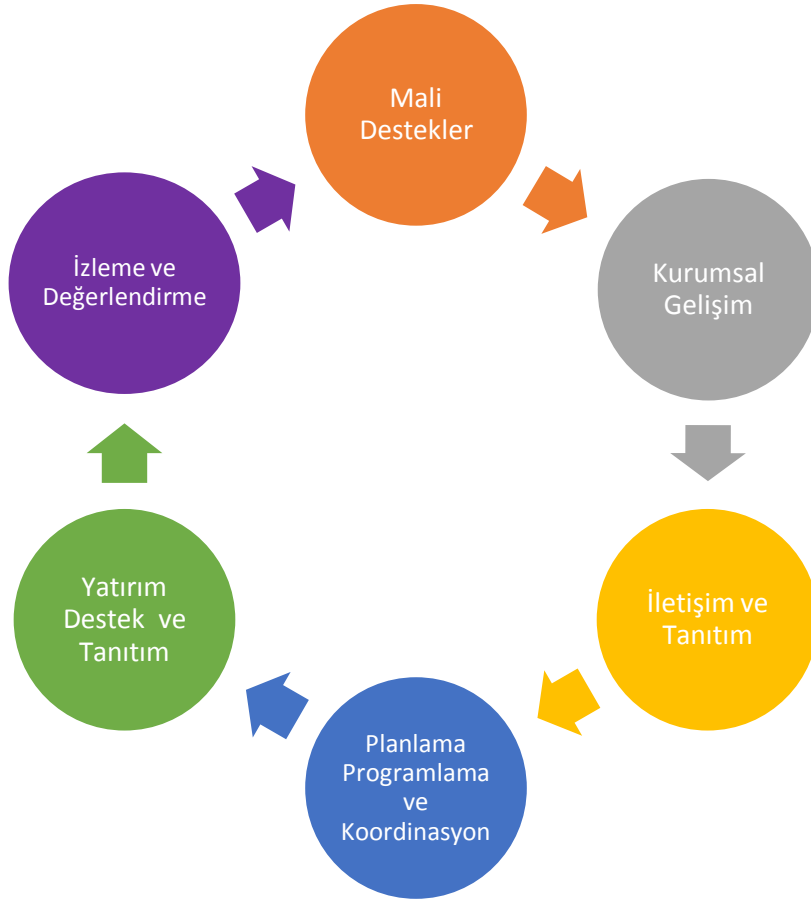 Mali
Destekler
Kurumsal
Gelişim
İletişim ve
Tanıtım
Planlama
Programlama
ve
Koordinasyon
Yatırım
Destek ve
Tanıtım
İzleme ve
Değerlendirme